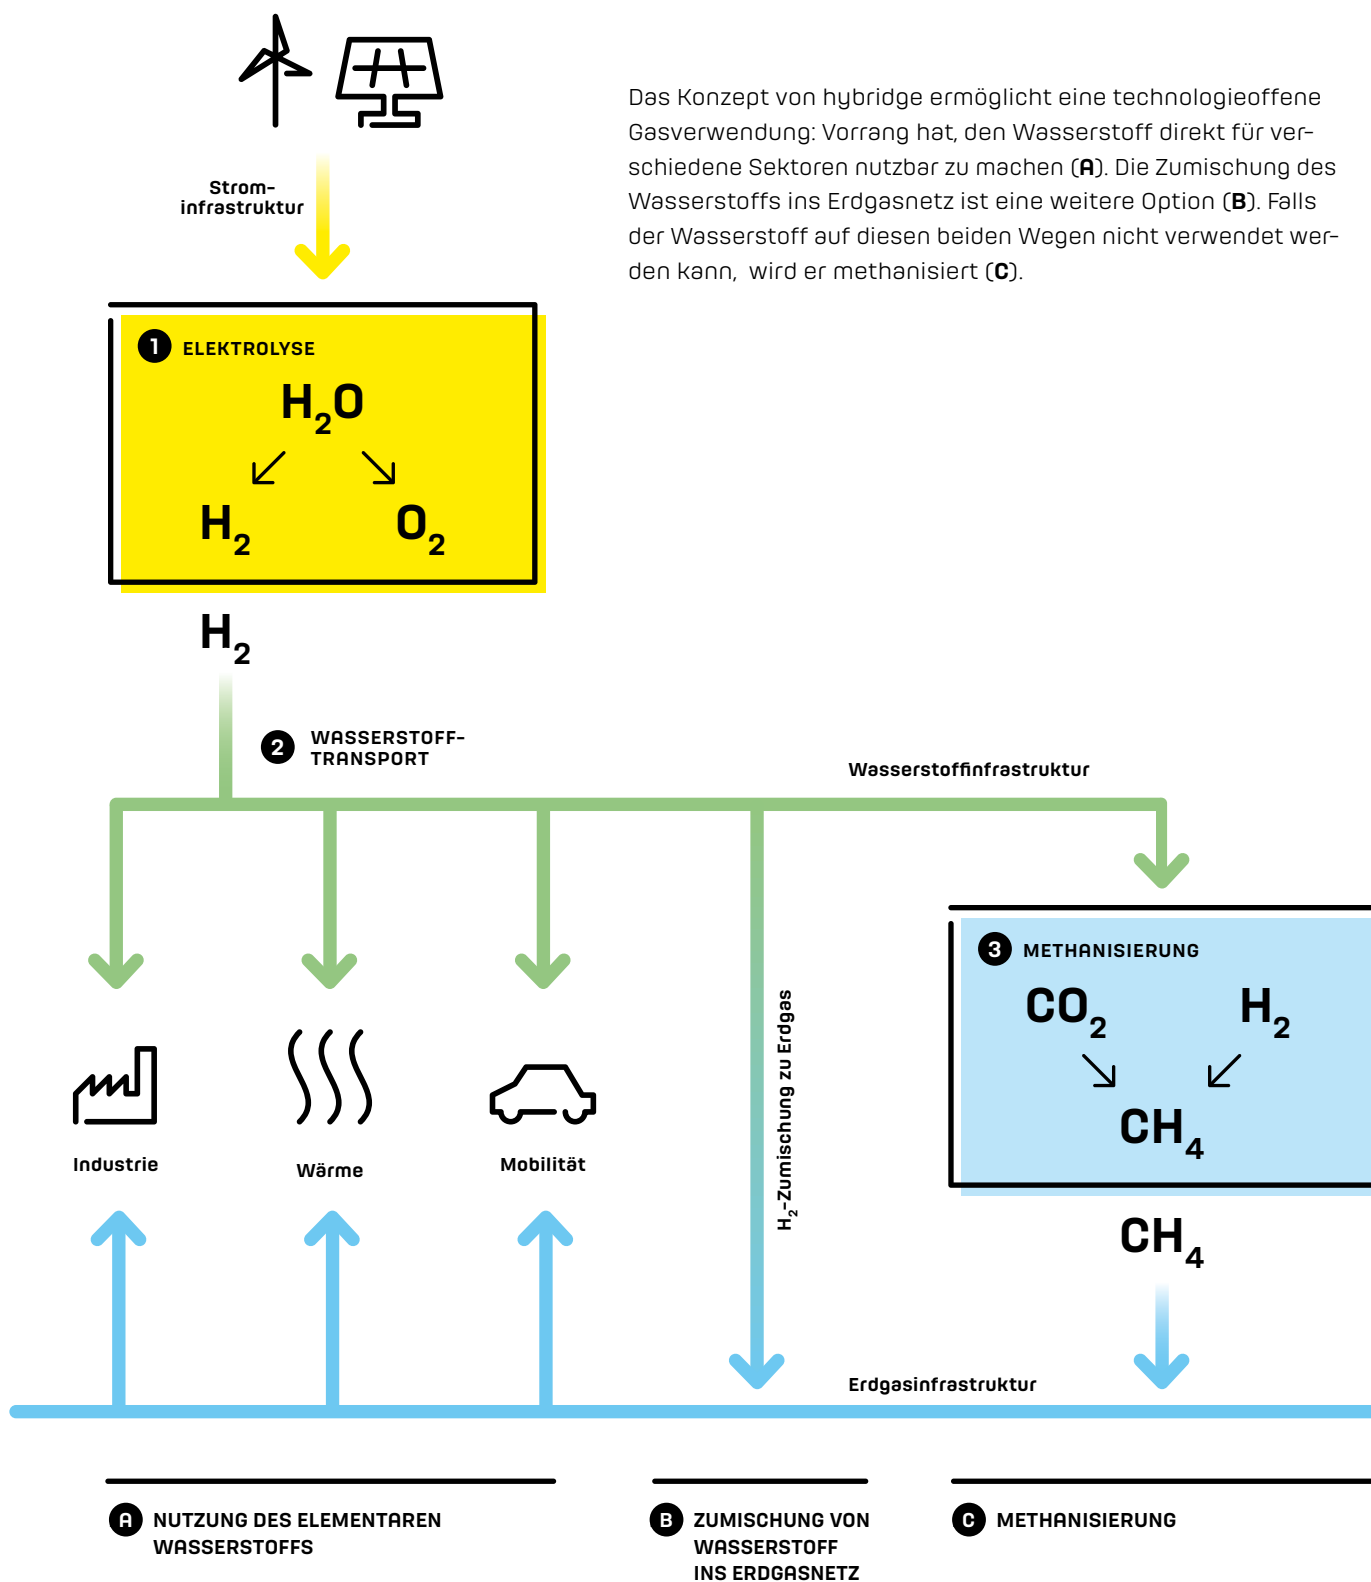 Das Konzept von hybridge ermöglicht eine technologieoffene
Gasverwendung: Vorrang hat, den Wasserstoff direkt für ver-
schiedene Sektoren nutzbar zu machen (A). Die Zumischung des
Wasserstoffs ins Erdgasnetz ist eine weitere Option (B). Falls
der Wasserstoff auf diesen beiden Wegen nicht verwendet wer-
den kann, wird er methanisiert (C).
Strom-
infrastruktur
1 ELEKTROLYSE
H₂O
H₂ O₂
H₂
2 WASSERSTOFF-
TRANSPORT
Wasserstoffinfrastruktur
3 METHANISIERUNG
CO₂ H₂
CH₄
H₂-Zumischung zu Erdgas
Industrie
Wärme
Mobilität
CH₄
Erdgasinfrastruktur
A NUTZUNG DES ELEMENTAREN
WASSERSTOFFS
B ZUMISCHUNG VON
WASSERSTOFF
INS ERDGASNETZ
C METHANISIERUNG